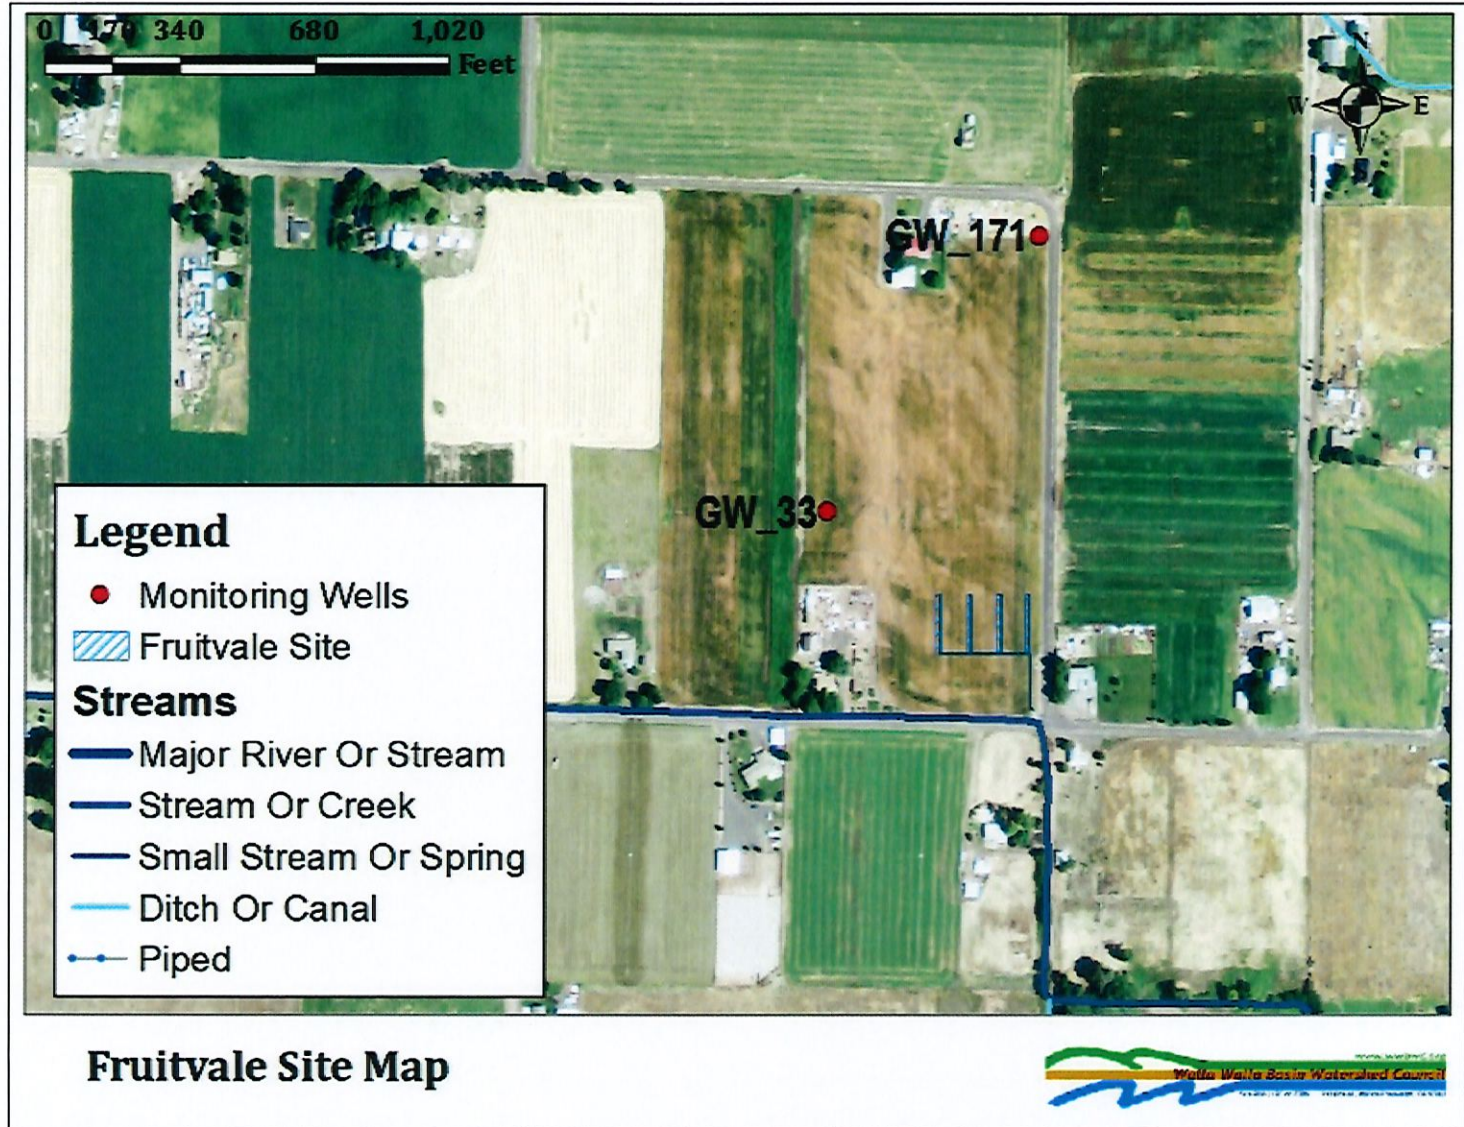 0 170 340 680 1,020
Feet
N
W E
GW_171
GW_33
Legend
Monitoring Wells
Fruitvale Site
Streams
Major River Or Stream
Stream Or Creek
Small Stream Or Spring
Ditch Or Canal
Piped
Fruitvale Site Map
Walla Walla Basin Watershed Council